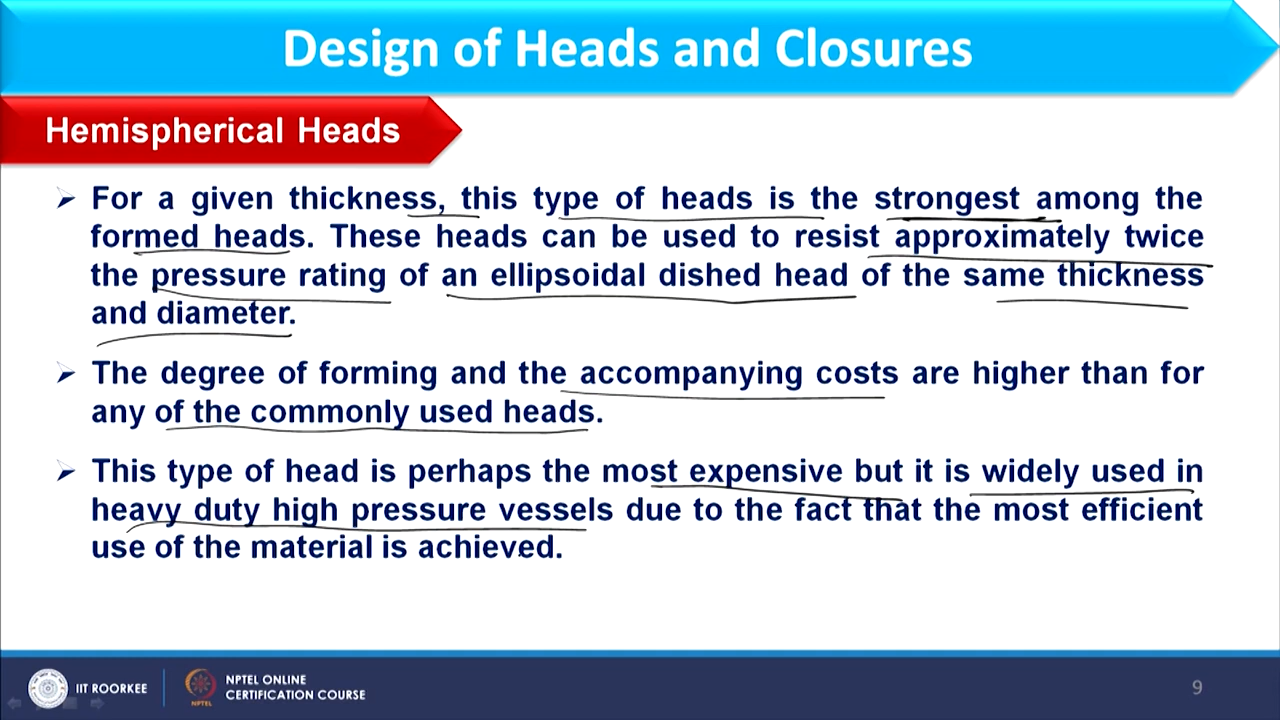 Design of Heads and Closures
Hemispherical Heads
➢ For a given thickness, this type of heads is the strongest among the
formed heads. These heads can be used to resist approximately twice
the pressure rating of an ellipsoidal dished head of the same thickness
and diameter.
➢ The degree of forming and the accompanying costs are higher than for
any of the commonly used heads.
➢ This type of head is perhaps the most expensive but it is widely used in
heavy duty high pressure vessels due to the fact that the most efficient
use of the material is achieved.
IIT ROORKEE
NPTEL
NPTEL ONLINE
CERTIFICATION COURSE
9